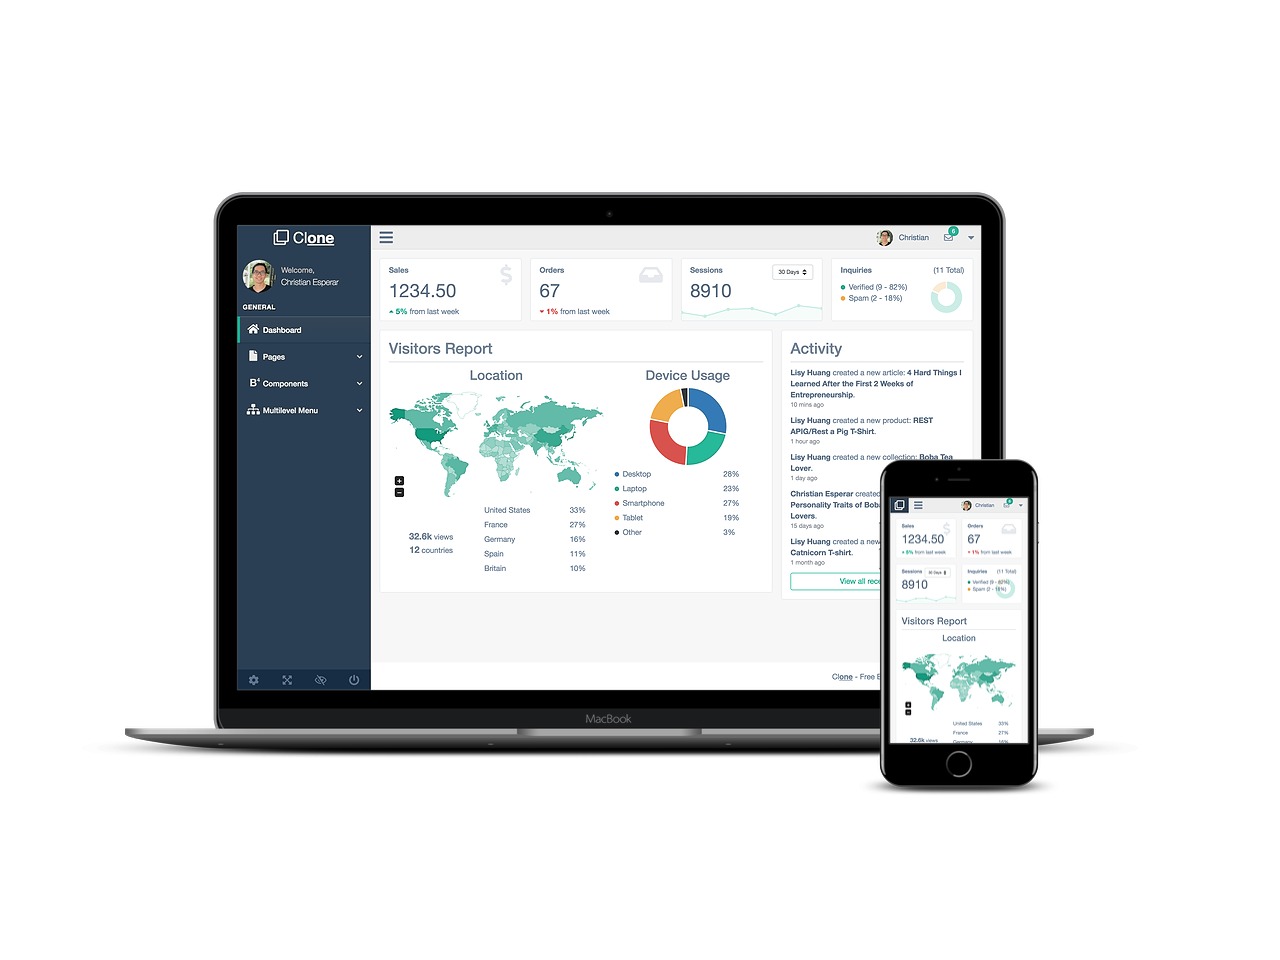 Clone
Christian
6
Welcome,
Christian Esperar
GENERAL
Dashboard
Pages
B4 Components
Multilevel Menu
Sales
$
1234.50
5% from last week
Orders
67
1% from last week
Sessions
30 Days
8910
Inquiries
(11 Total)
Verified (9 - 82%)
Spam (2 - 18%)
Visitors Report
Location
+
−
32.6k views
12 countries
United States 33%
France 27%
Germany 16%
Spain 11%
Britain 10%
Device Usage
Desktop 28%
Laptop 23%
Smartphone 27%
Tablet 19%
Other 3%
Activity
Lisy Huang created a new article: 4 Hard Things I
Learned After the First 2 Weeks of
Entrepreneurship.
10 mins ago
Lisy Huang created a new product: REST
APIG/Rest a Pig T-Shirt.
1 hour ago
Lisy Huang created a new collection: Boba Tea
Lover.
1 day ago
Christian Esperar created
Personality Traits of Boba
Lovers.
15 days ago
Lisy Huang created a new
Catnicorn T-shirt.
1 month ago
View all
Clone - Free
MacBook
Christian
Sales
$
1234.50
5% from last week
Orders
67
1% from last week
Sessions
30 Days
8910
Inquiries
(11 Total)
Verified (9 - 82%)
Spam (2 - 18%)
Visitors Report
Location
+
−
United States 33%
France 27%
Germany 16%
32.6k views